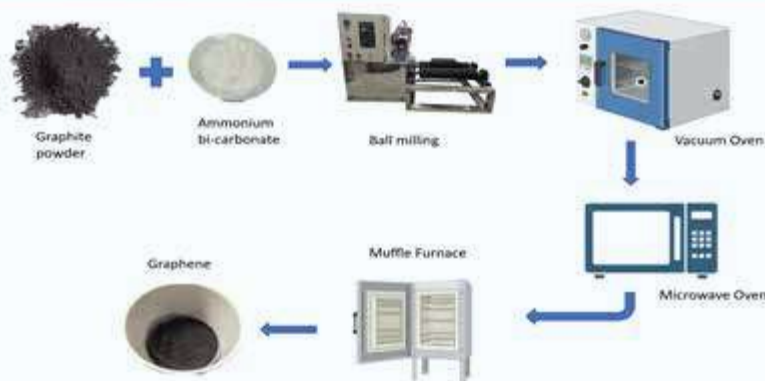 Graphite
powder
Ammonium
bi-carbonate
Ball milling
Vacuum Oven
Microwave Oven
Muffle Furnace
Graphene